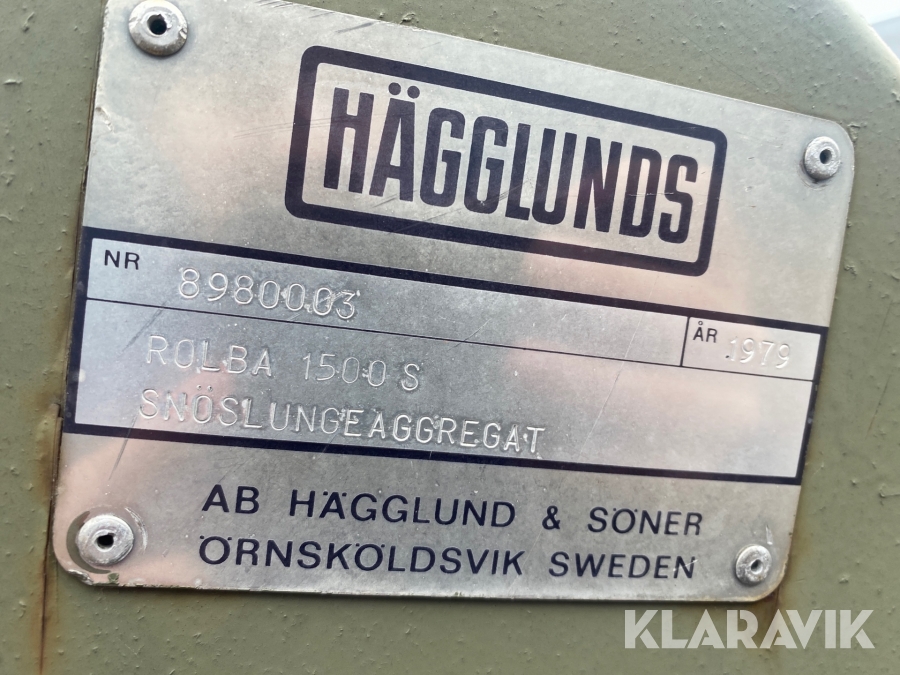 HÄGGLUNDS
NR 8980003
ÅR 1979
ROLBA 1500 S
SNÖSLUNGEAGGREGAT
AB HÄGGLUND & SÖNER
ÖRNSKÖLDSVIK SWEDEN
KLARAVIK